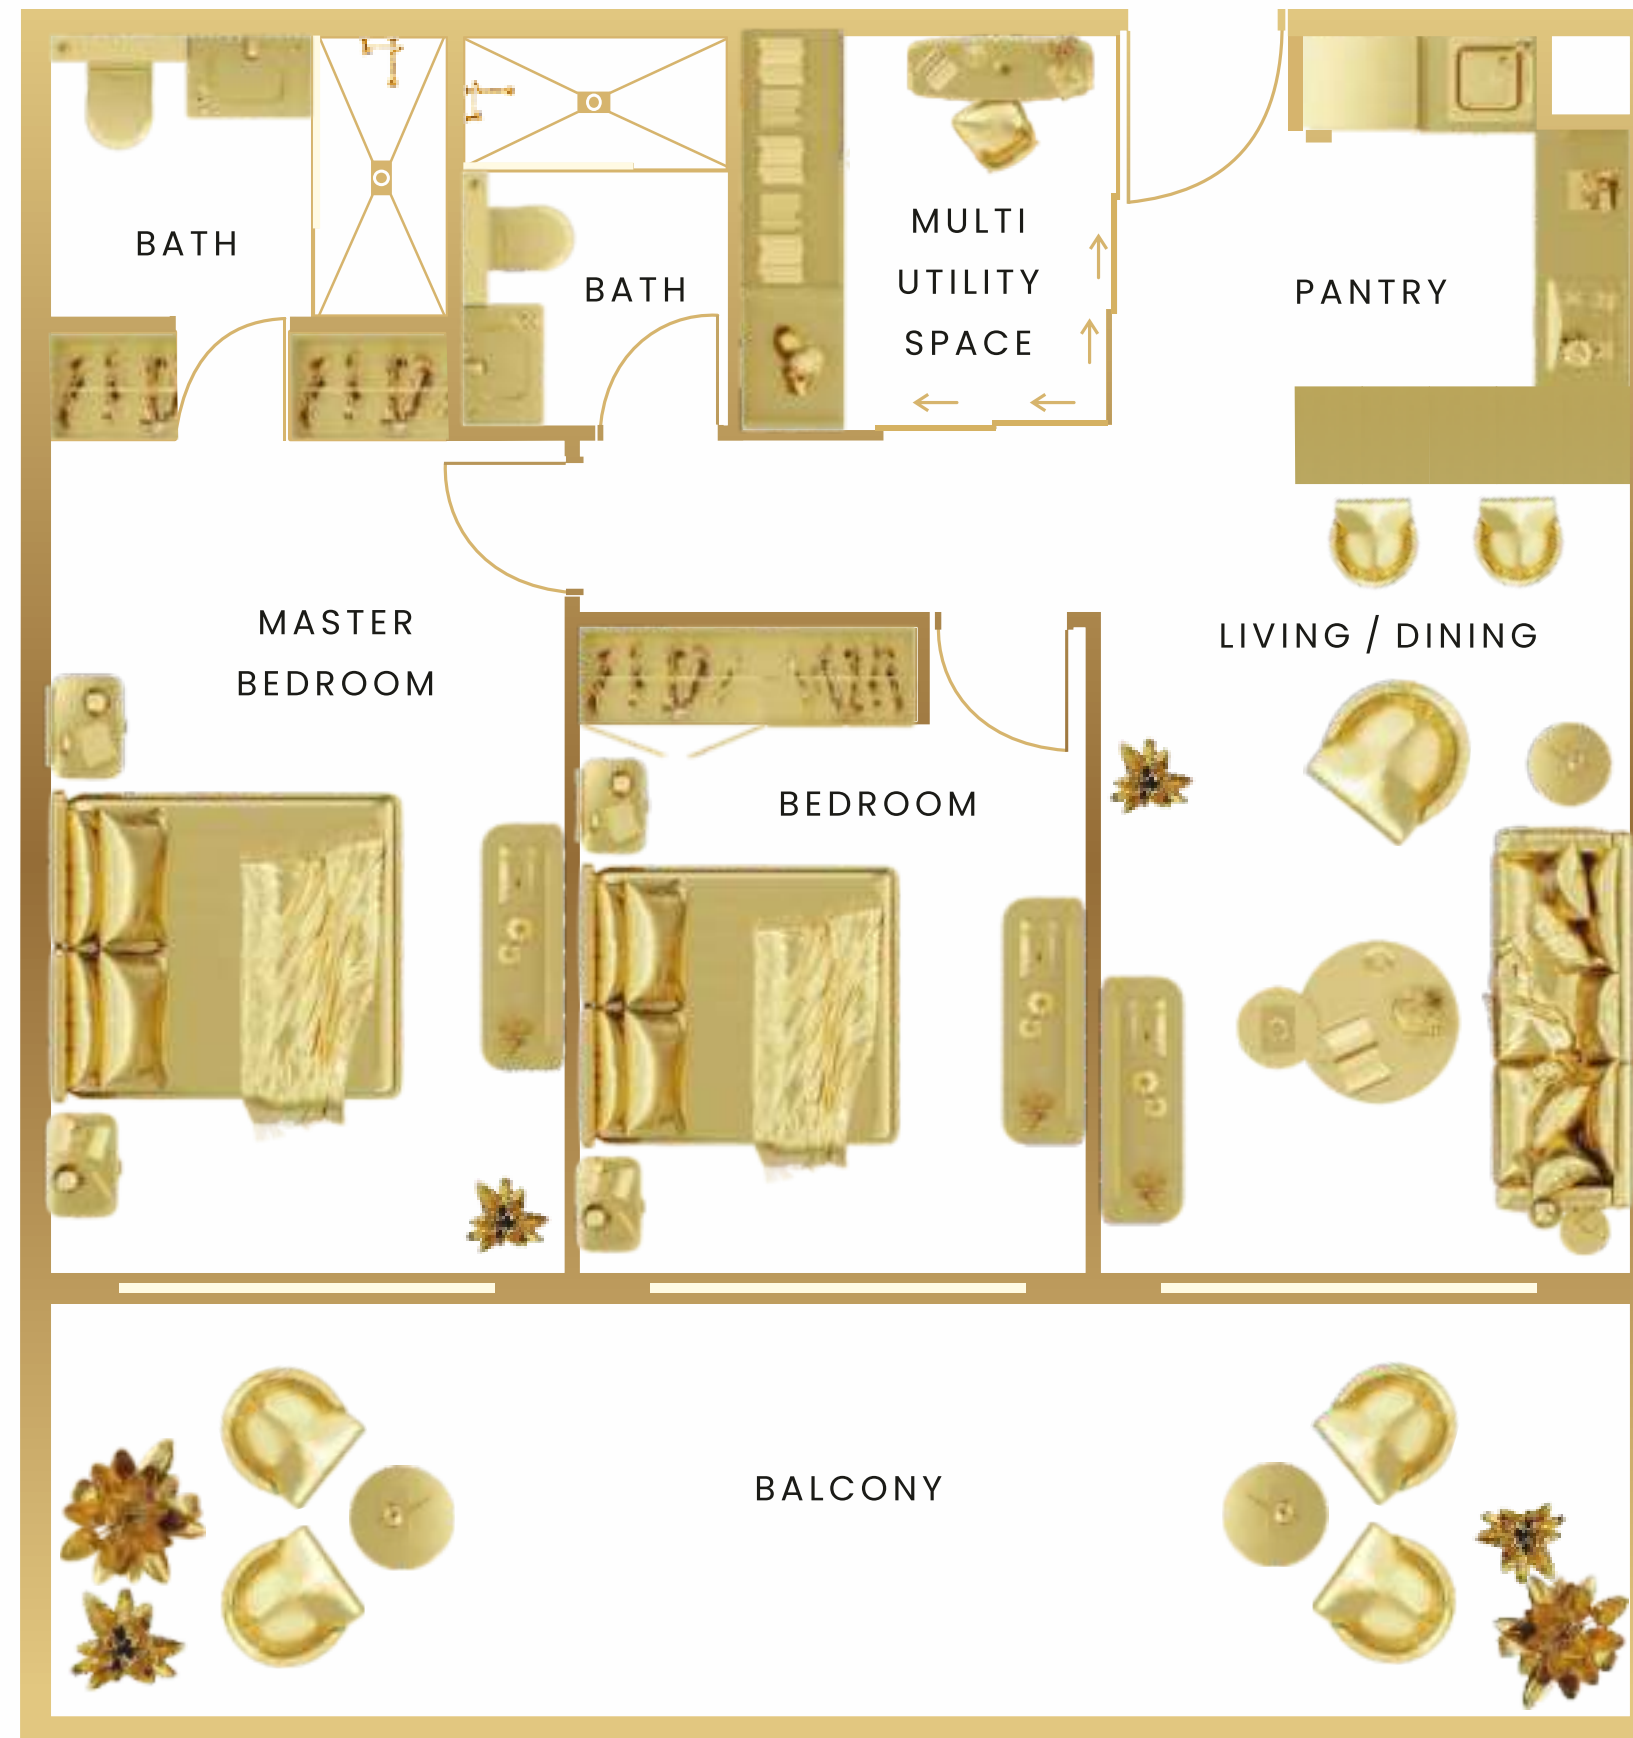 BATH
BATH
MULTI
UTILITY
SPACE
PANTRY
MASTER
BEDROOM
LIVING / DINING
BEDROOM
BALCONY